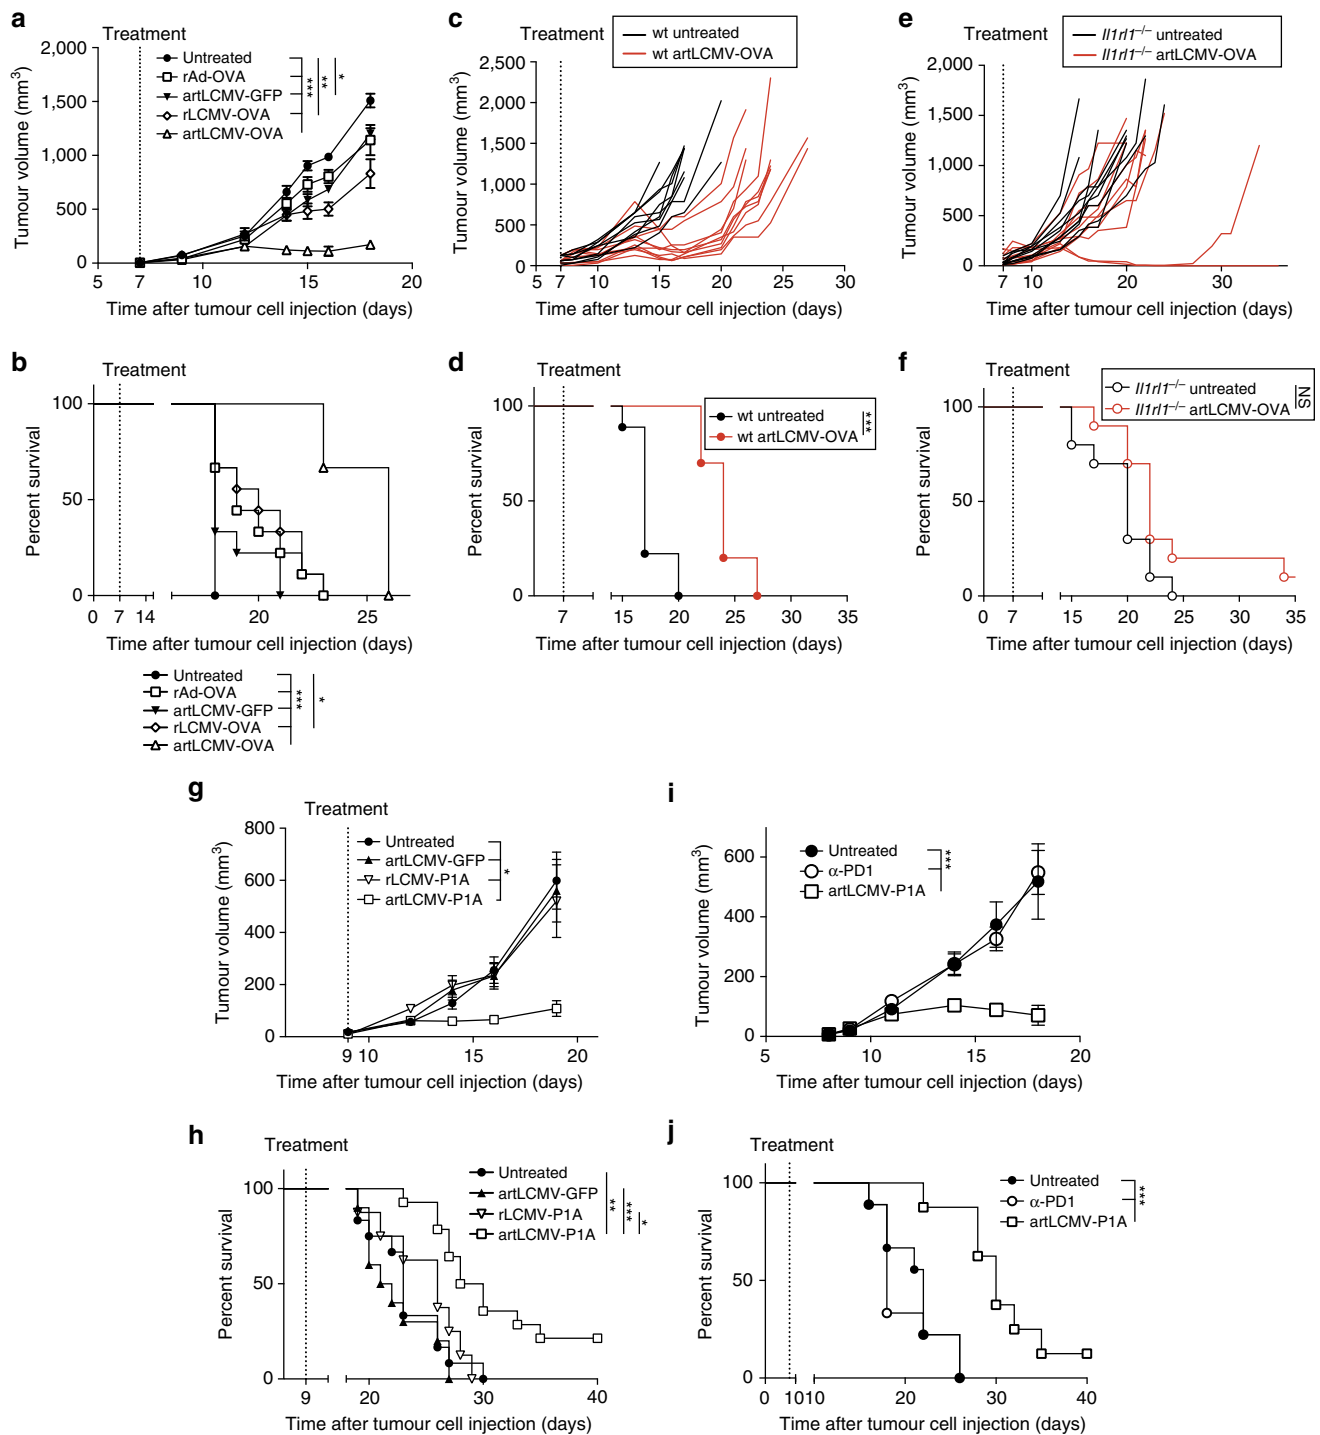 a
Treatment
Tumour volume (mm³)
2,000
1,500
1,000
500
0
5
10
15
20
Time after tumour cell injection (days)
Untreated
rAd-OVA
artLCMV-GFP
rLCMV-OVA
artLCMV-OVA
***
**
*
c
Treatment
wt untreated
wt artLCMV-OVA
Tumour volume (mm³)
2,500
2,000
1,500
1,000
500
0
5 7 10 15 20 25 30
Time after tumour cell injection (days)
e
Treatment
Il1rl1⁻/⁻ untreated
Il1rl1⁻/⁻ artLCMV-OVA
Tumour volume (mm³)
2,000
1,500
1,000
500
0
7 10 20 30
Time after tumour cell injection (days)
b
Treatment
Percent survival
100
50
0
0 7 14 20 25
Time after tumour cell injection (days)
Untreated
rAd-OVA
artLCMV-GFP
rLCMV-OVA
artLCMV-OVA
***
*
d
Treatment
wt untreated
wt artLCMV-OVA
***
Percent survival
100
50
0
7 15 20 25 30 35
Time after tumour cell injection (days)
f
Treatment
Il1rl1⁻/⁻ untreated
Il1rl1⁻/⁻ artLCMV-OVA
NS
Percent survival
100
50
0
0 7 15 20 25 30 35
Time after tumour cell injection (days)
g
Treatment
Tumour volume (mm³)
800
600
400
200
0
9 10 15 20
Time after tumour cell injection (days)
Untreated
artLCMV-GFP
rLCMV-P1A
artLCMV-P1A
*
i
Tumour volume (mm³)
600
400
200
0
5 10 15 20
Time after tumour cell injection (days)
Untreated
α-PD1
artLCMV-P1A
***
h
Treatment
Percent survival
100
50
0
9 20 30 40
Time after tumour cell injection (days)
Untreated
artLCMV-GFP
rLCMV-P1A
artLCMV-P1A
**
***
*
j
Treatment
Percent survival
100
50
0
0 10 10 20 30 40
Time after tumour cell injection (days)
Untreated
α-PD1
artLCMV-P1A
***